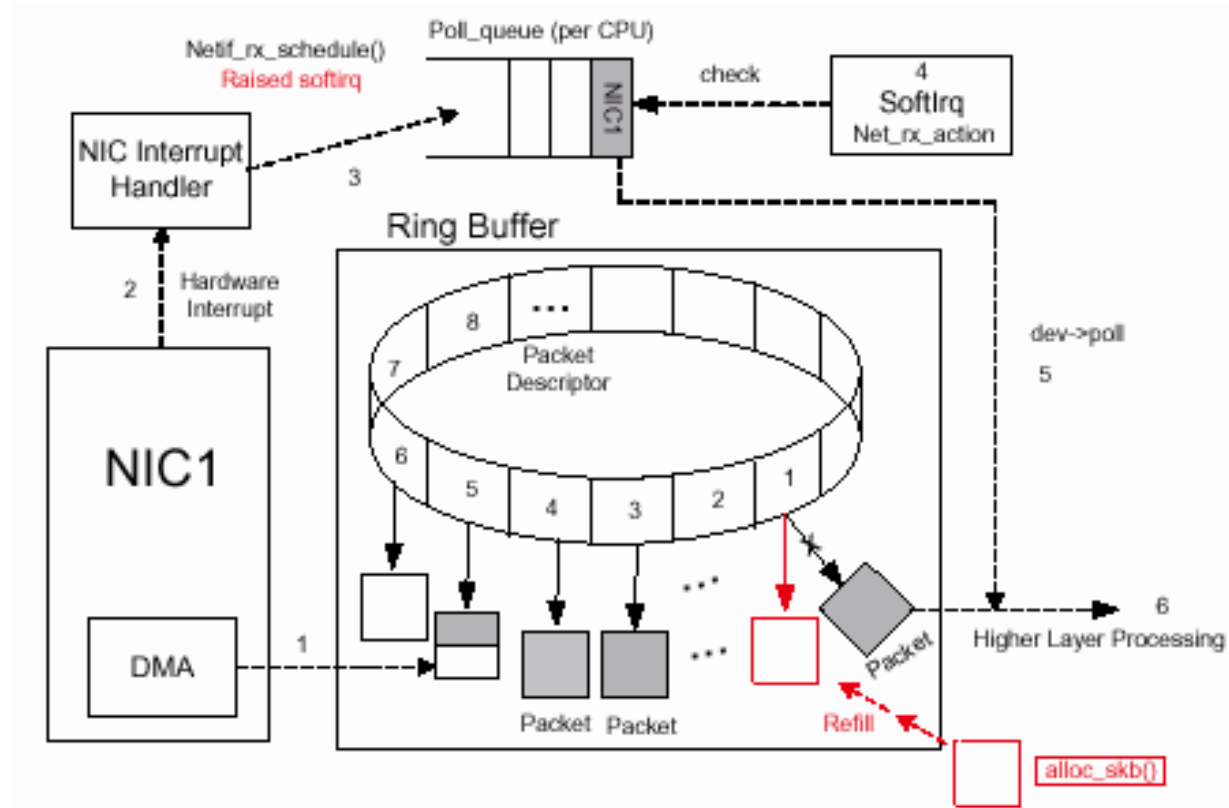 Poll_queue (per CPU)
Netif_rx_schedule()
Raised softirq
check
4
SoftIrq
Net_rx_action
NIC1
NIC Interrupt
Handler
3
Ring Buffer
2
Hardware
Interrupt
8
...
7
Packet
Descriptor
dev->poll
5
NIC1
6
5
4
3
2
1
...
DMA
1
...
Packet
6
Higher Layer Processing
Packet
Packet
Refill
alloc_skb()